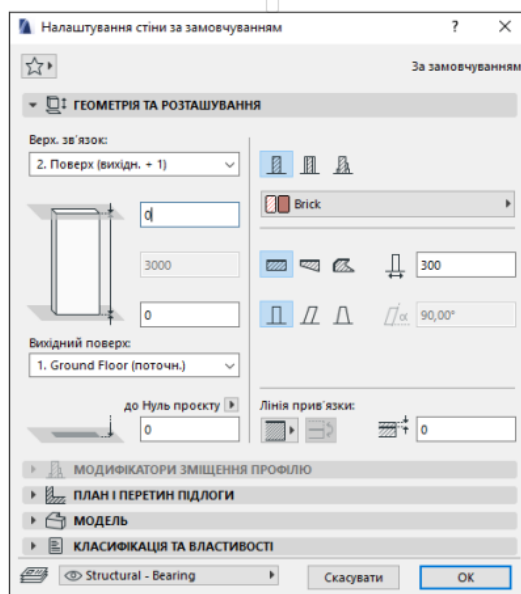 Налаштування стіни за замовчуванням
?
За замовчуванням
ГЕОМЕТРІЯ ТА РОЗТАШУВАННЯ
Верх. зв'язок:
2. Поверх (вихідн. + 1)
0
Brick
3000
300
0
α 90,00°
Вихідний поверх:
1. Ground Floor (поточн.)
до Нуль проєкту
Лінія прив'язки:
0
0
МОДИФІКАТОРИ ЗМІЩЕННЯ ПРОФІЛЮ
ПЛАН І ПЕРЕТИН ПІДЛОГИ
МОДЕЛЬ
КЛАСИФІКАЦІЯ ТА ВЛАСТИВОСТІ
Structural - Bearing
Скасувати
OK